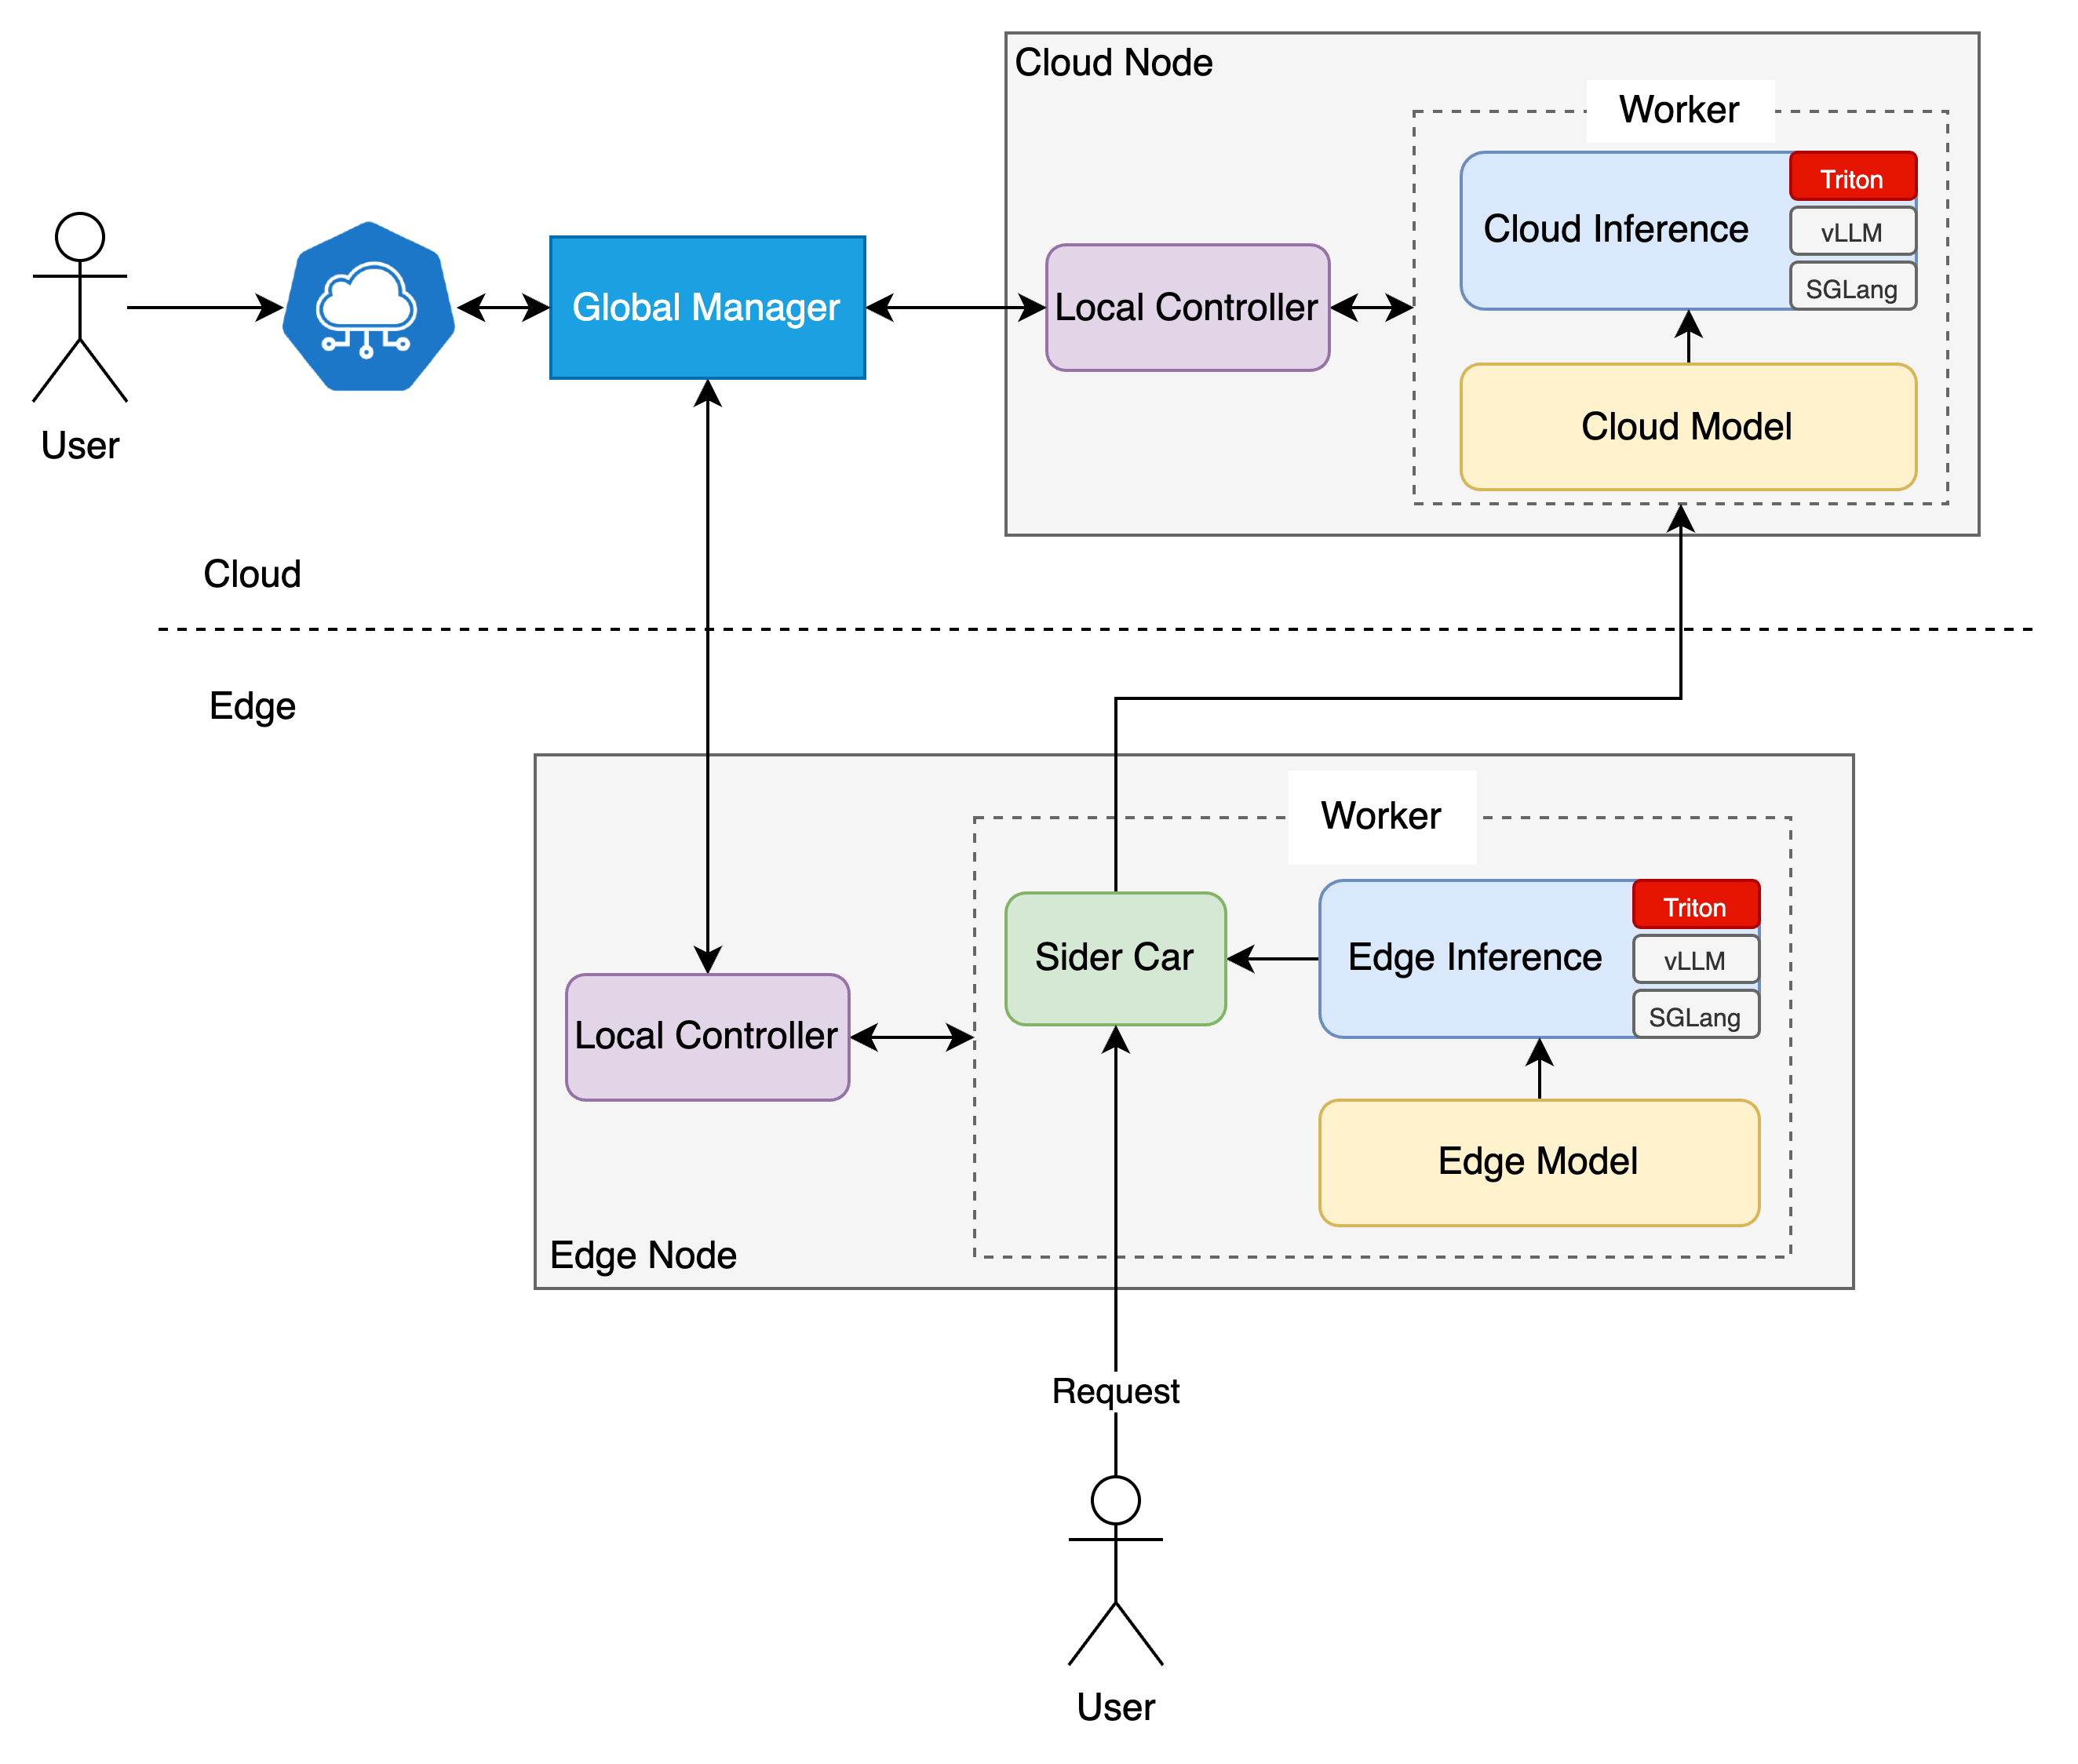 Cloud Node
Worker
Cloud Inference
Triton
vLLM
SGLang
Global Manager
Local Controller
Cloud Model
User
Cloud
Edge
Worker
Sider Car
Edge Inference
Triton
vLLM
SGLang
Local Controller
Edge Model
Edge Node
Request
User